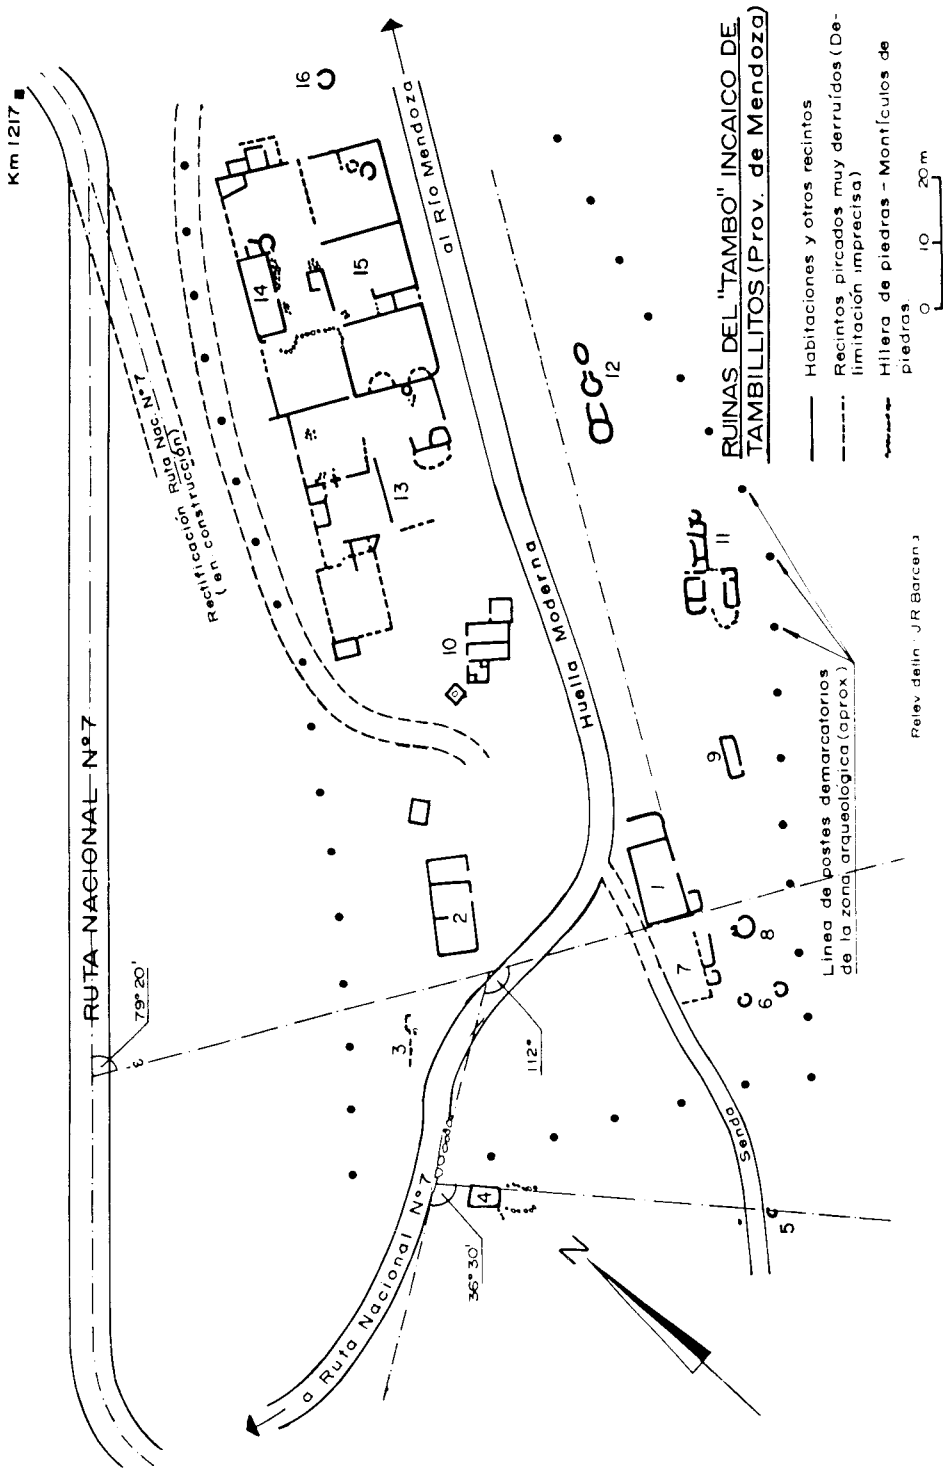 RUINAS DEL "TAMBO" INCAICO DE
TAMBILLITOS (Prov. de Mendoza)
Habitaciones y otros recintos
Recintos pircados muy derruídos (De-
limitación imprecisa)
Hilera de piedras - Montículos de
piedras
0 10 20m
Relev. delin. J R Barcena
Km 1217
RUTA NACIONAL Nº 7
Rectificación Ruta Nac. Nº 7
(en construcción)
al Río Mendoza
Huella Moderna
a Ruta Nacional Nº 7
Senda
Línea de postes demarcatorios
de la zona arqueológica (aprox)
79° 20'
112°
36° 30'
N
1
2
3
4
5
6
7
8
9
10
11
12
13
14
15
16